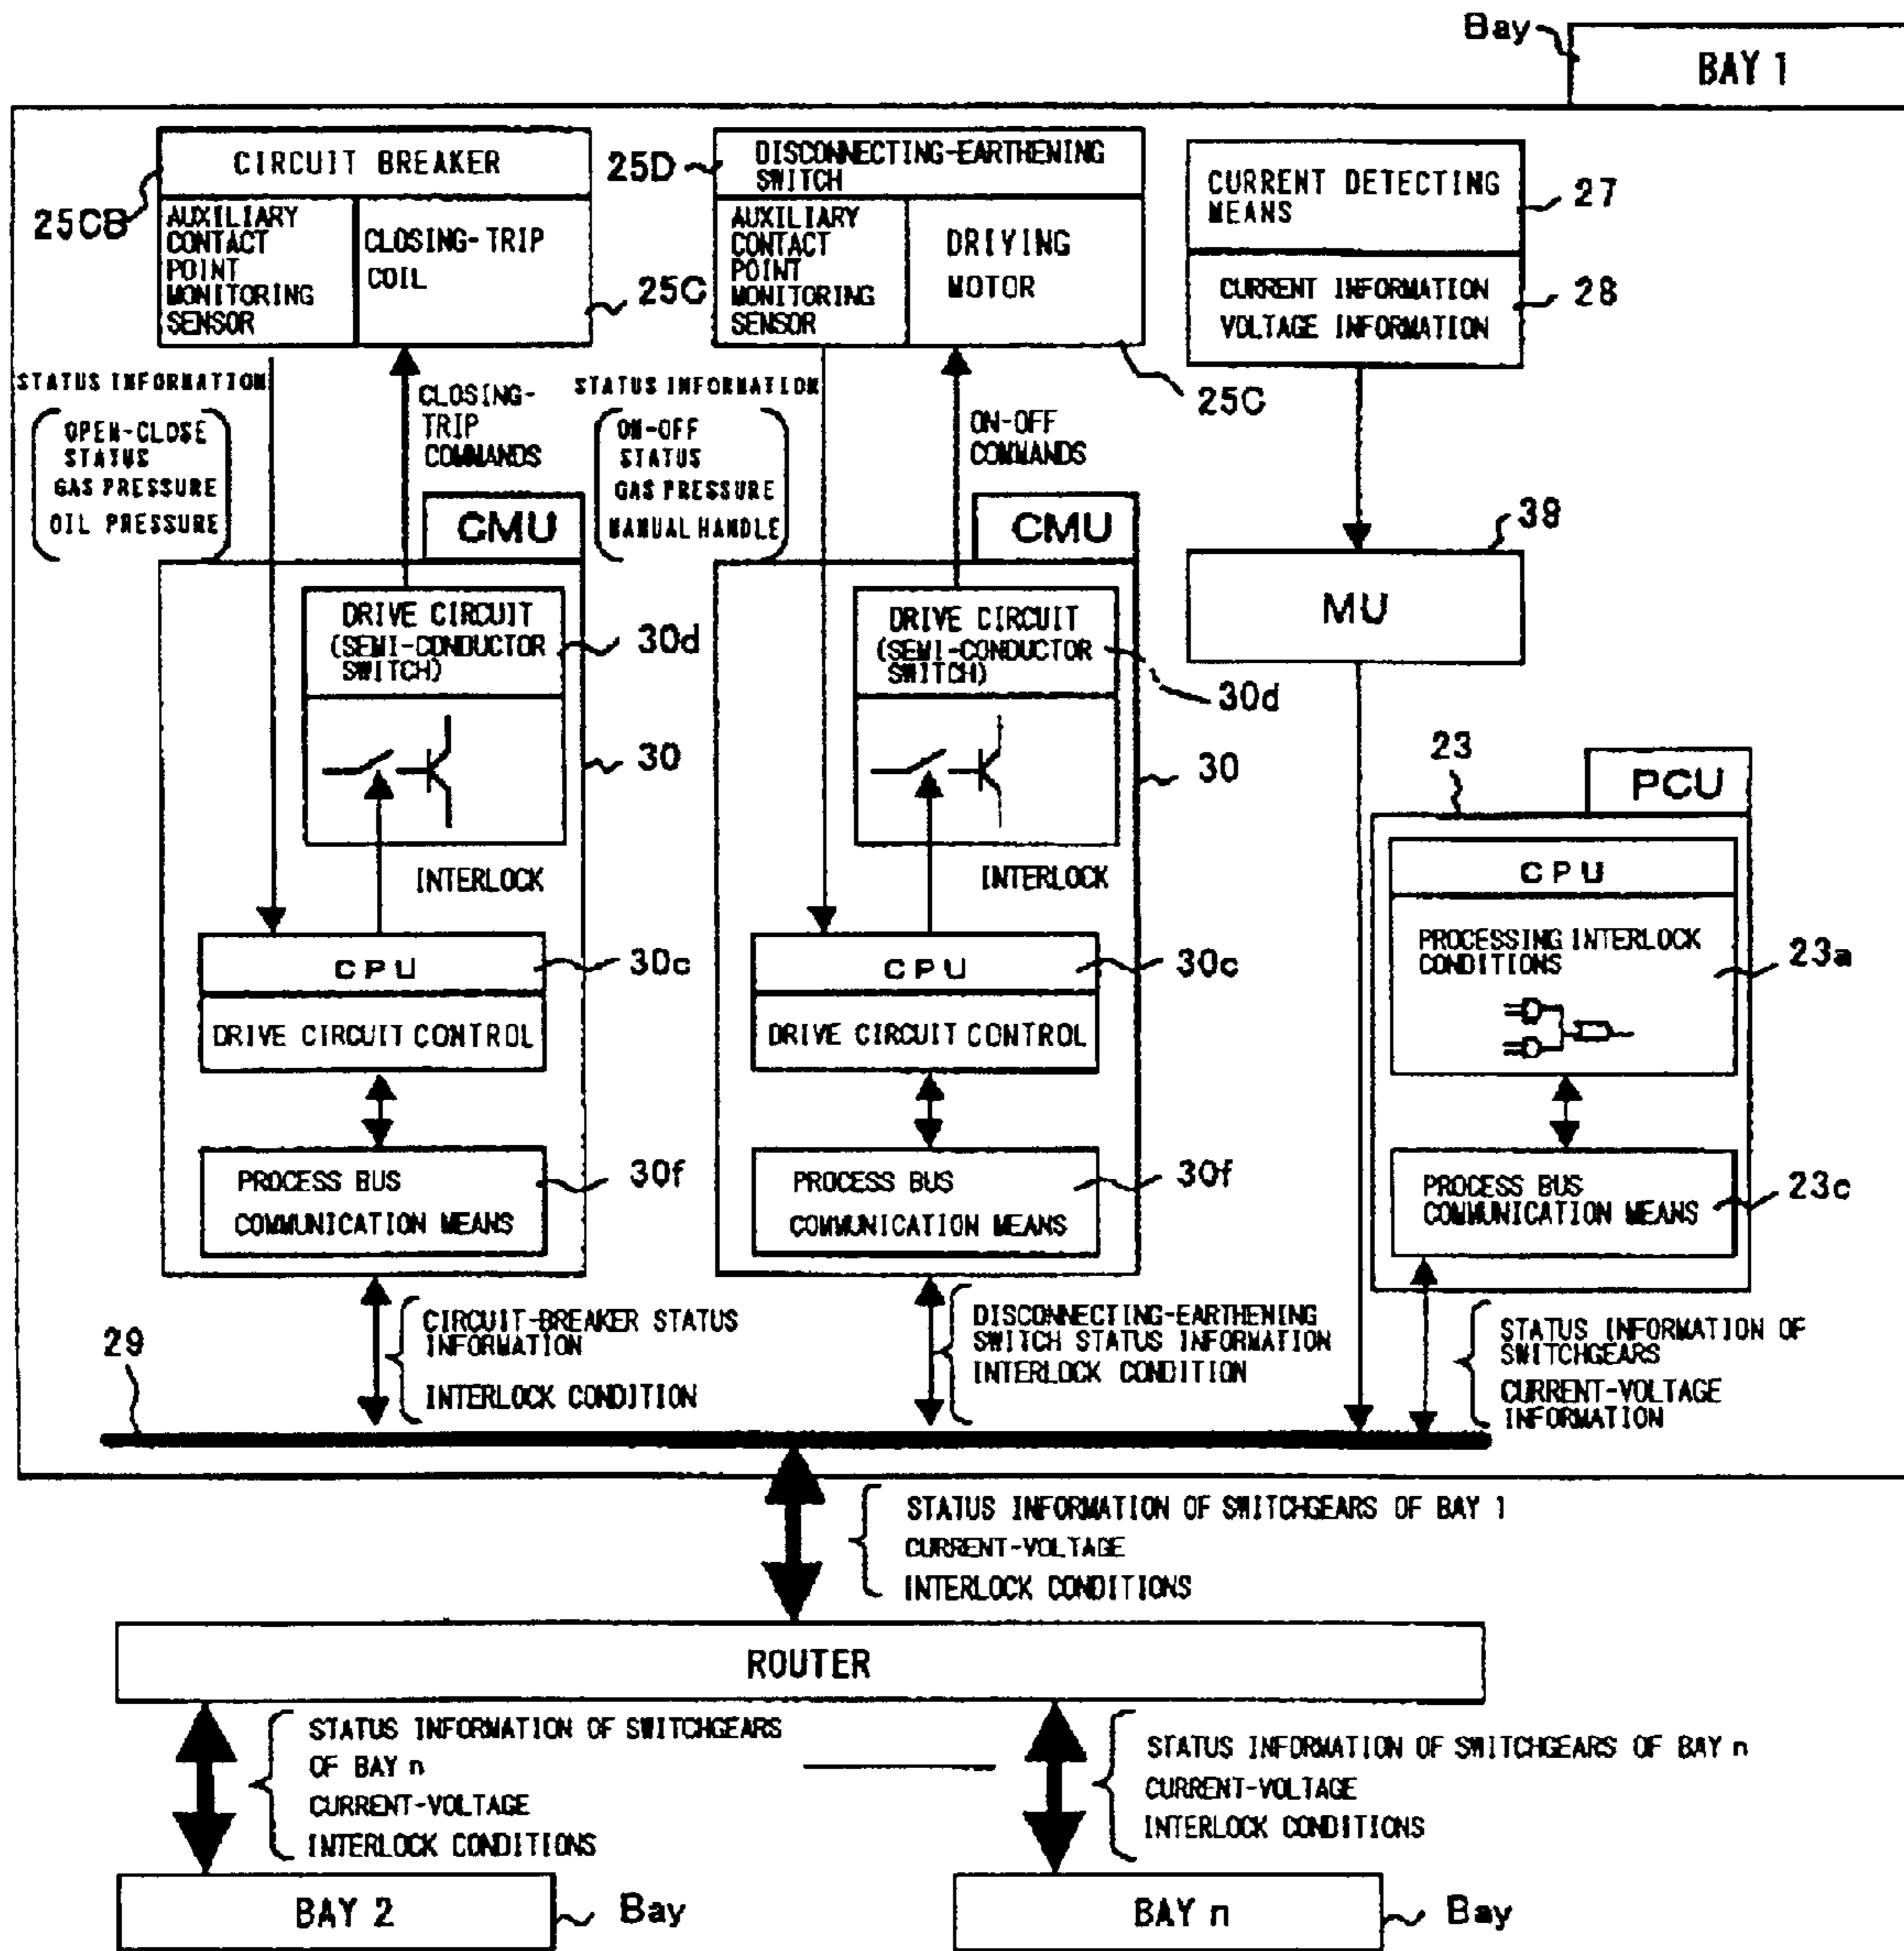 Bay
BAY 1
CIRCUIT BREAKER
25CB
AUXILIARY
CONTACT
POINT
MONITORING
SENSOR
CLOSING-TRIP
COIL
25C
25D
DISCONNECTING-EARTHENING
SWITCH
AUXILIARY
CONTACT
POINT
MONITORING
SENSOR
DRIVING
MOTOR
25C
CURRENT DETECTING
MEANS
27
CURRENT INFORMATION
VOLTAGE INFORMATION
28
STATUS INFORMATION
OPEN-CLOSE
STATUS
GAS PRESSURE
OIL PRESSURE
CLOSING-
TRIP
COMMANDS
STATUS INFORMATION
ON-OFF
STATUS
GAS PRESSURE
MANUAL HANDLE
ON-OFF
COMMANDS
CMU
DRIVE CIRCUIT
(SEMI-CONDUCTOR
SWITCH)
30d
30
INTERLOCK
CPU
30c
DRIVE CIRCUIT CONTROL
PROCESS BUS
COMMUNICATION MEANS
30f
CMU
DRIVE CIRCUIT
(SEMI-CONDUCTOR
SWITCH)
30d
30
INTERLOCK
CPU
30c
DRIVE CIRCUIT CONTROL
PROCESS BUS
COMMUNICATION MEANS
30f
39
MU
23
PCU
CPU
PROCESSING INTERLOCK
CONDITIONS
23a
PROCESS BUS
COMMUNICATION MEANS
23c
29
CIRCUIT-BREAKER STATUS
INFORMATION
INTERLOCK CONDITION
DISCONNECTING-EARTHENING
SWITCH STATUS INFORMATION
INTERLOCK CONDITION
STATUS INFORMATION OF
SWITCHGEARS
CURRENT-VOLTAGE
INFORMATION
STATUS INFORMATION OF SWITCHGEARS OF BAY 1
CURRENT-VOLTAGE
INTERLOCK CONDITIONS
ROUTER
STATUS INFORMATION OF SWITCHGEARS
OF BAY n
CURRENT-VOLTAGE
INTERLOCK CONDITIONS
STATUS INFORMATION OF SWITCHGEARS OF BAY n
CURRENT-VOLTAGE
INTERLOCK CONDITIONS
BAY 2
Bay
BAY n
Bay